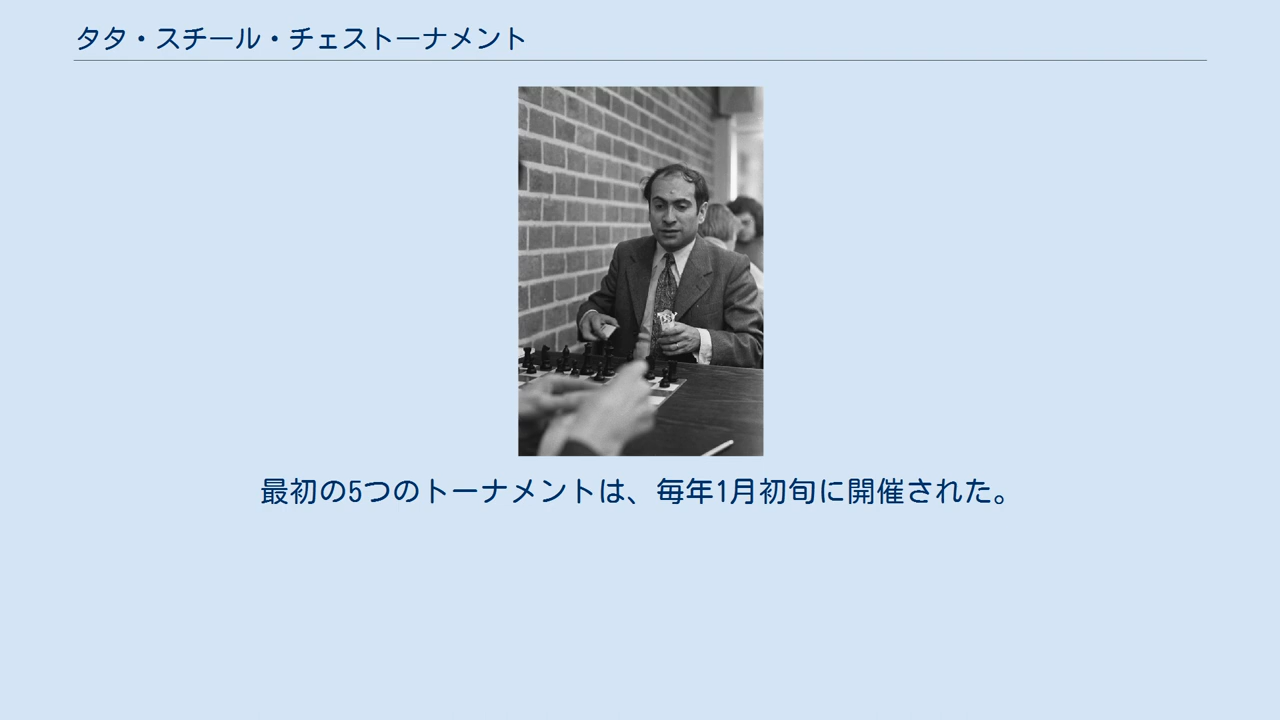 タタ・スチール・チェストーナメント
最初の5つのトーナメントは、毎年1月初旬に開催された。